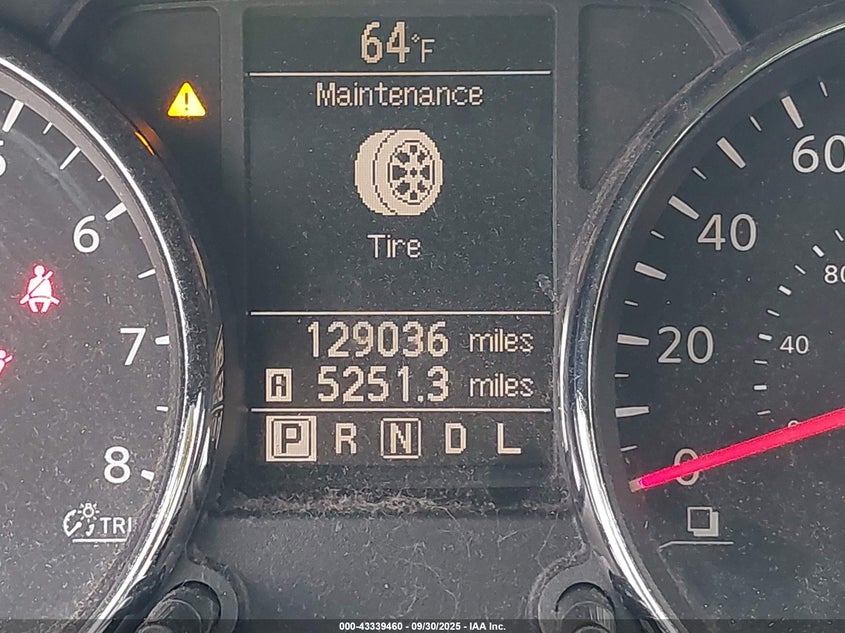 64°F
Maintenance
Tire
129036 miles
A 5251.3 miles
P R N D L
6
7
8
TRI
60
40
20
0
80
40
000-43339460 - 09/30/2025 - IAA Inc.